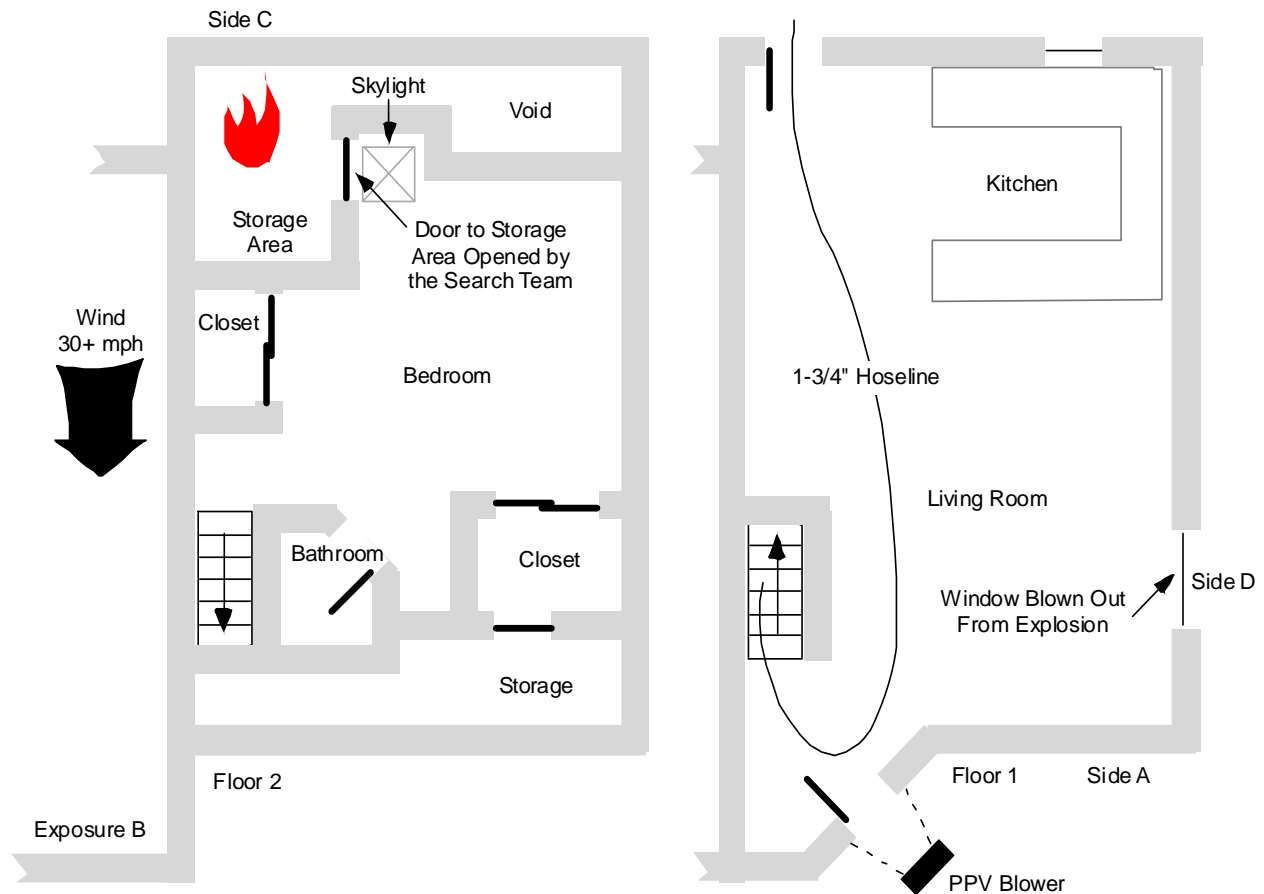 Side C
Skylight
Void
Storage
Area
Door to Storage
Area Opened by
the Search Team
Wind
30+ mph
Closet
Bedroom
Bathroom
Closet
Storage
Floor 2
Exposure B
Kitchen
1-3/4" Hoseline
Living Room
Window Blown Out
From Explosion
Side D
Floor 1
Side A
PPV Blower